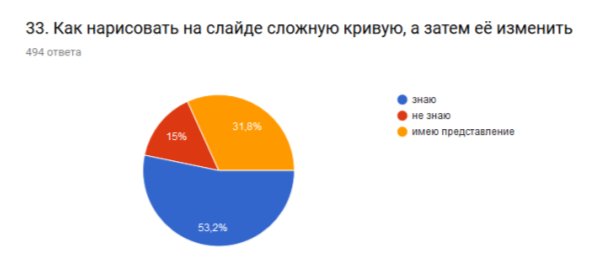 33. Как нарисовать на слайде сложную кривую, а затем её изменить
494 ответа
знаю
не знаю
имею представление
31,8%
15%
53,2%